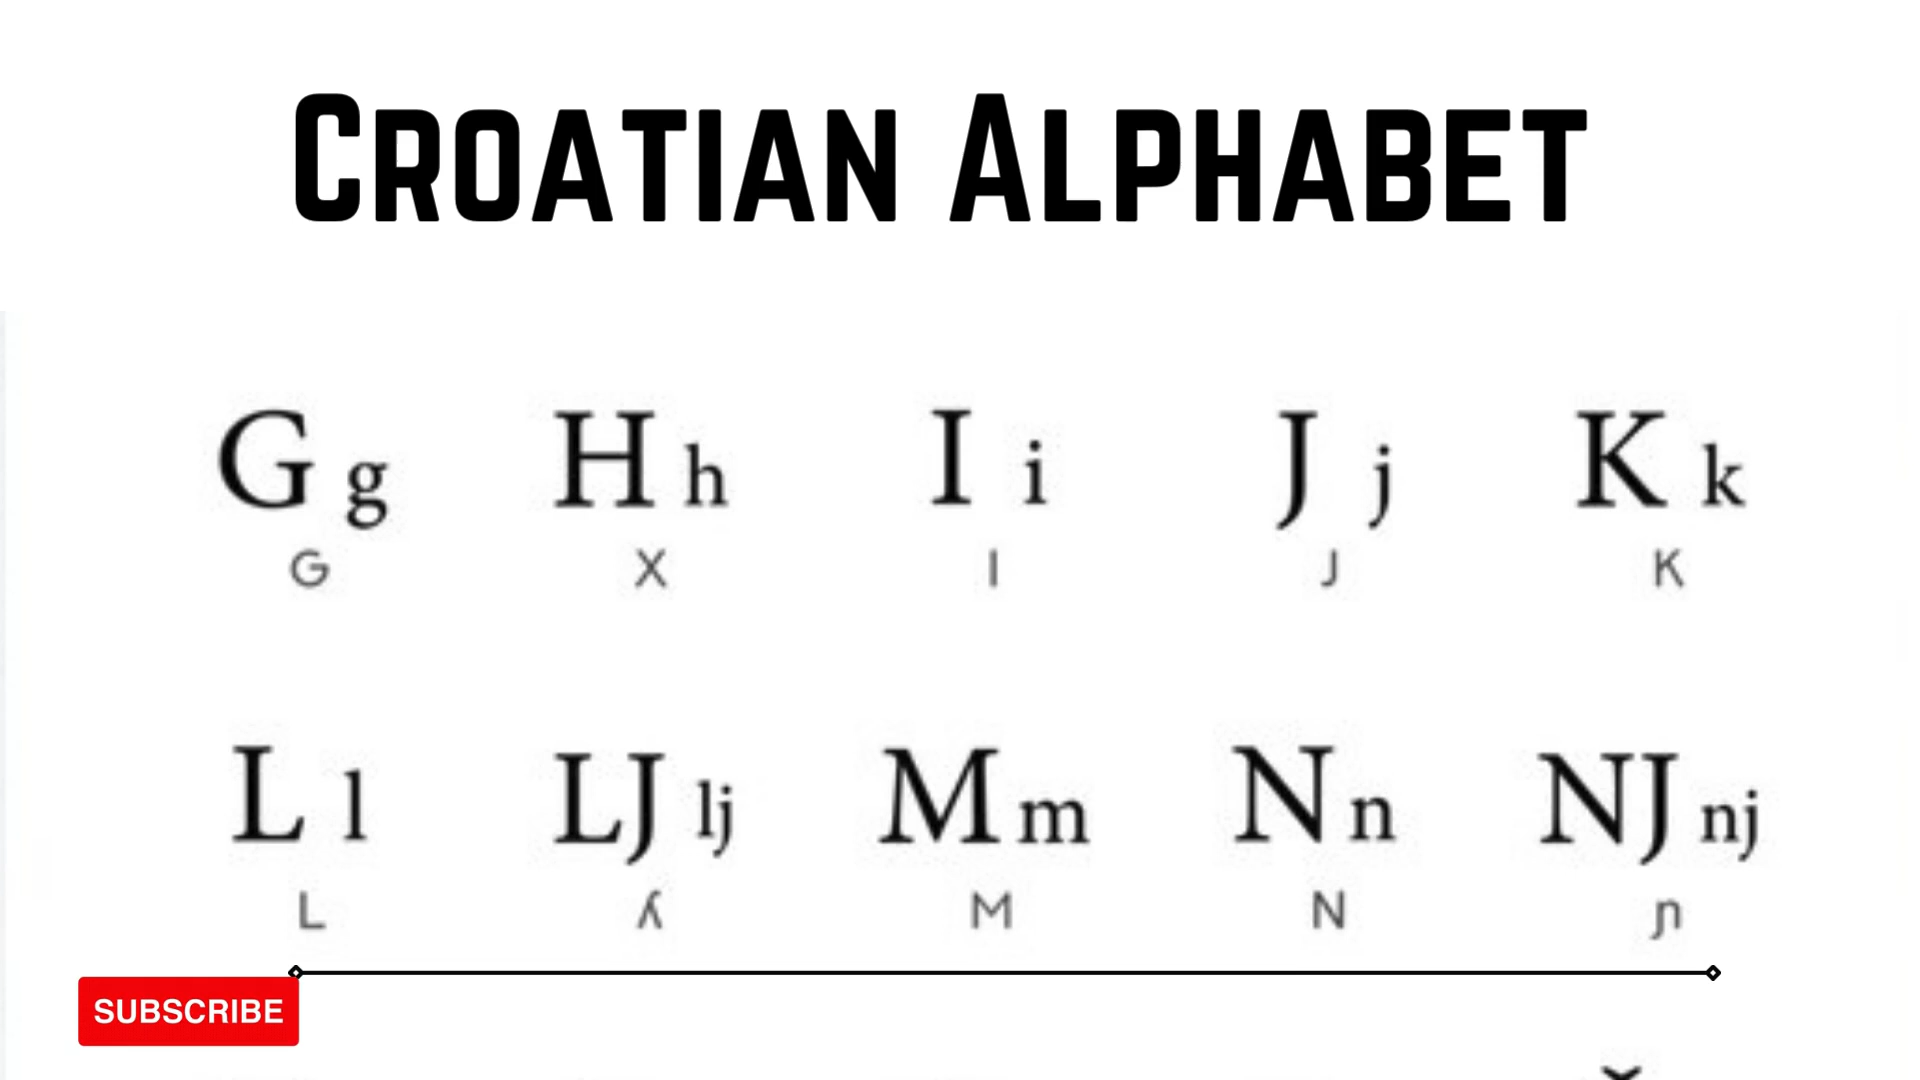 CROATIAN ALPHABET
G g H h I i J j K k
G X I J K
L l LJ lj M m N n NJ nj
L ʎ M N ɲ
SUBSCRIBE